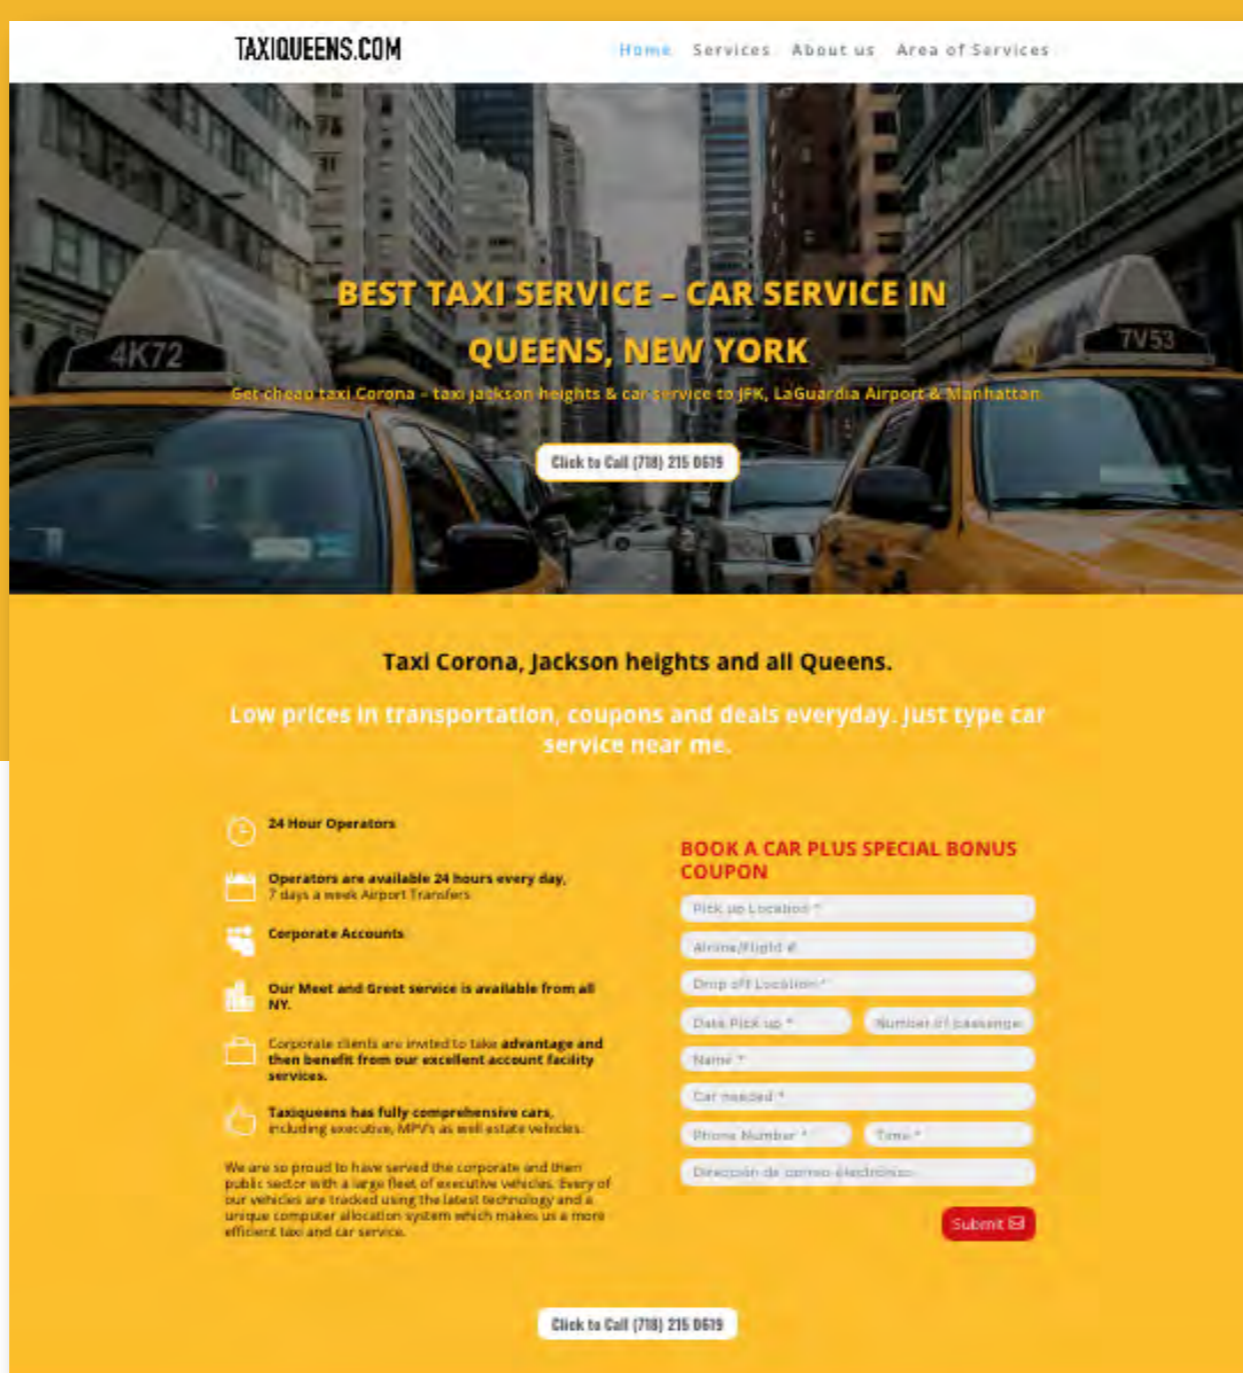 TAXIQUEENS.COM
Home Services About us Area of Services
4K72
7V53
BEST TAXI SERVICE – CAR SERVICE IN
QUEENS, NEW YORK
Get cheap taxi Corona – taxi jackson heights & car service to JFK, LaGuardia Airport & Manhattan
Click to Call (718) 215 0619
Taxi Corona, Jackson heights and all Queens.
Low prices in transportation, coupons and deals everyday. Just type car
service near me.
24 Hour Operators
Operators are available 24 hours every day,
7 days a week Airport Transfers
Corporate Accounts
Our Meet and Greet service is available from all
NY.
Corporate clients are invited to take advantage and
then benefit from our excellent account facility
services.
Taxiqueens has fully comprehensive cars,
including executive, MPV's as well estate vehicles.
We are so proud to have served the corporate and then
public sector with a large fleet of executive vehicles. Every of
our vehicles are tracked using the latest technology and a
unique computer allocation system which makes us a more
efficient taxi and car service.
BOOK A CAR PLUS SPECIAL BONUS
COUPON
Pick up Location *
Airline/Flight #
Drop off Location *
Date Pick up * Number of passenge
Name *
Car needed *
Phone Number * Time *
Dirección de correo electrónico
Submit
Click to Call (718) 215 0619